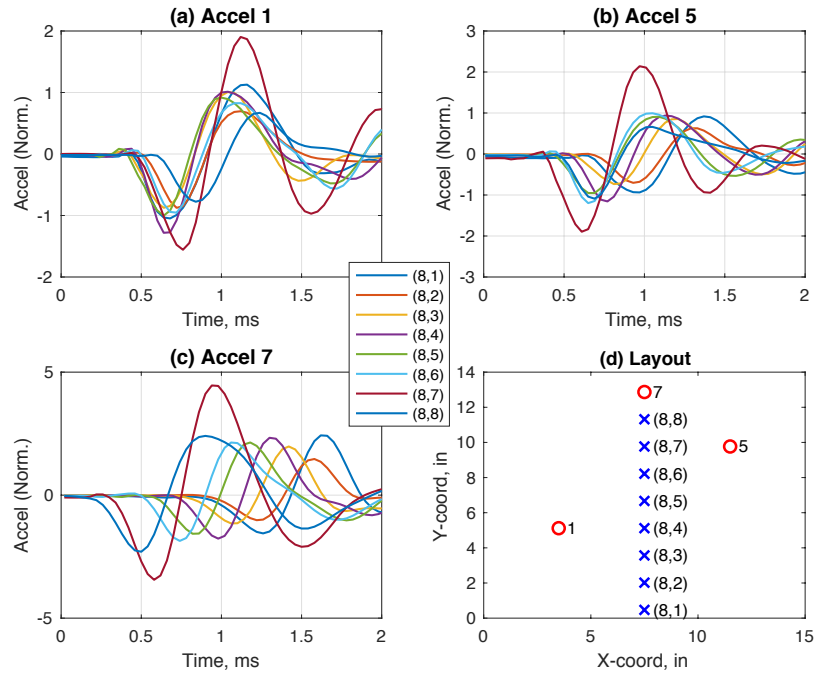 (a) Accel 1
2
1
0
-1
-2
Accel (Norm.)
0 0.5 1 1.5 2
Time, ms
(b) Accel 5
3
2
1
0
-1
-2
-3
Accel (Norm.)
0 0.5 1 1.5 2
Time, ms
(8,1)
(8,2)
(8,3)
(8,4)
(8,5)
(8,6)
(8,7)
(8,8)
(c) Accel 7
5
0
-5
Accel (Norm.)
0 0.5 1 1.5 2
Time, ms
(d) Layout
14
12
10
8
6
4
2
0
Y-coord, in
7
(8,8)
(8,7)
5
(8,6)
(8,5)
1
(8,4)
(8,3)
(8,2)
(8,1)
0 5 10 15
X-coord, in